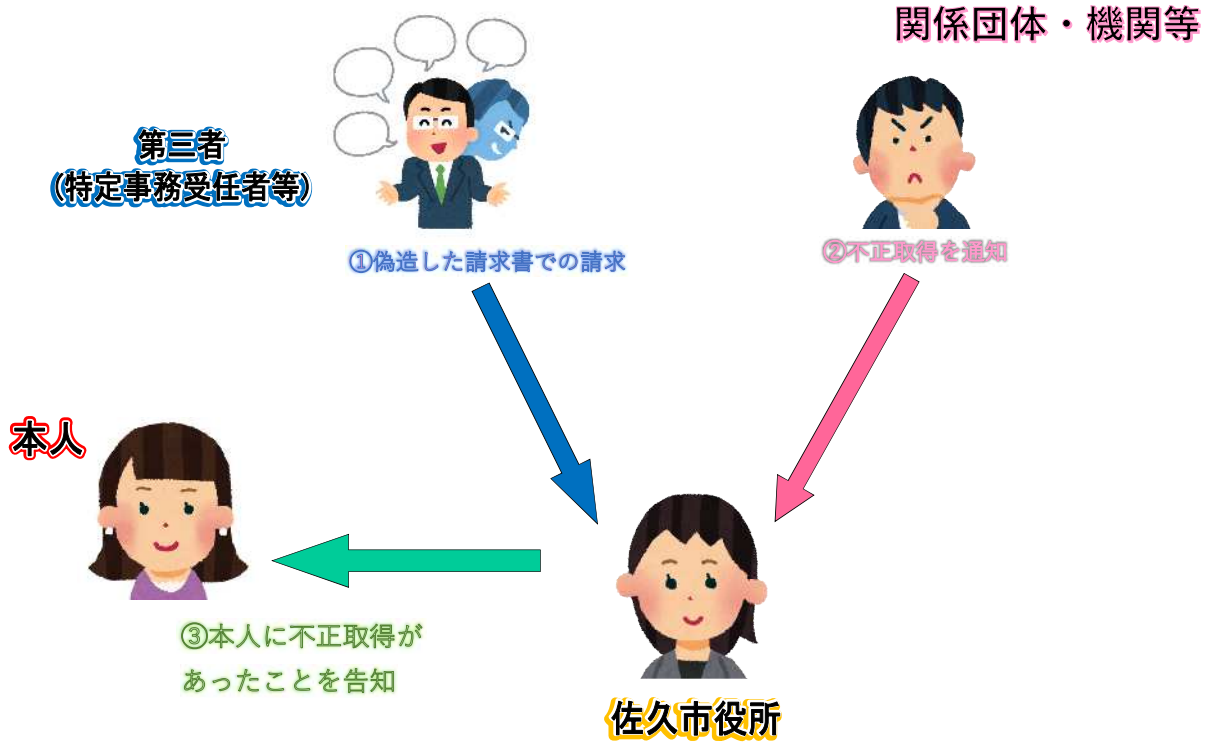 関係団体・機関等
第三者
(特定事務受任者等)
①偽造した請求書での請求
②不正取得を通知
本人
③本人に不正取得が
あったことを告知
佐久市役所